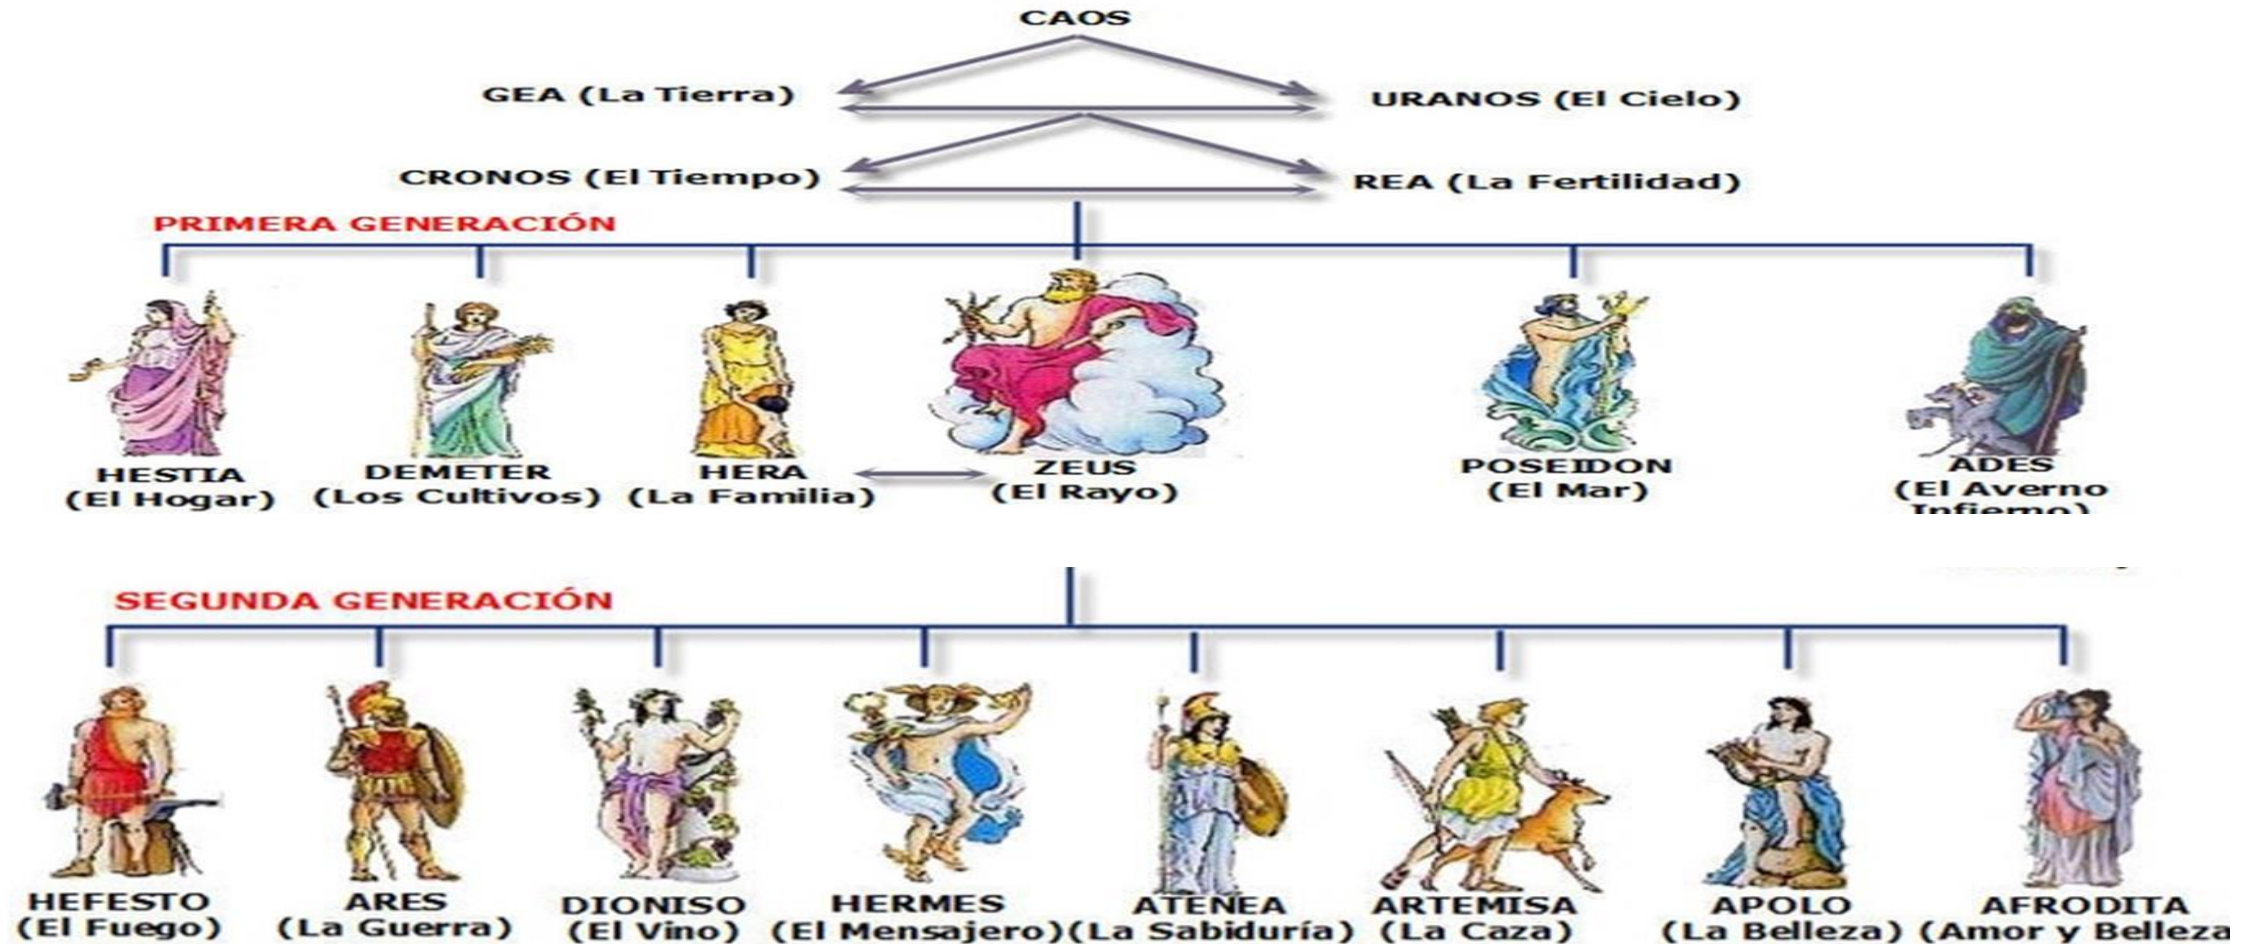 CAOS
GEA (La Tierra)
URANOS (El Cielo)
CRONOS (El Tiempo)
REA (La Fertilidad)
PRIMERA GENERACIÓN
HESTIA
(El Hogar)
DEMETER
(Los Cultivos)
HERA
(La Familia)
ZEUS
(El Rayo)
POSEIDON
(El Mar)
ADES
(El Averno
Infierno)
SEGUNDA GENERACIÓN
HEFESTO
(El Fuego)
ARES
(La Guerra)
DIONISO
(El Vino)
HERMES
(El Mensajero)
ATENEA
(La Sabiduría)
ARTEMISA
(La Caza)
APOLO
(La Belleza)
AFRODITA
(Amor y Belleza